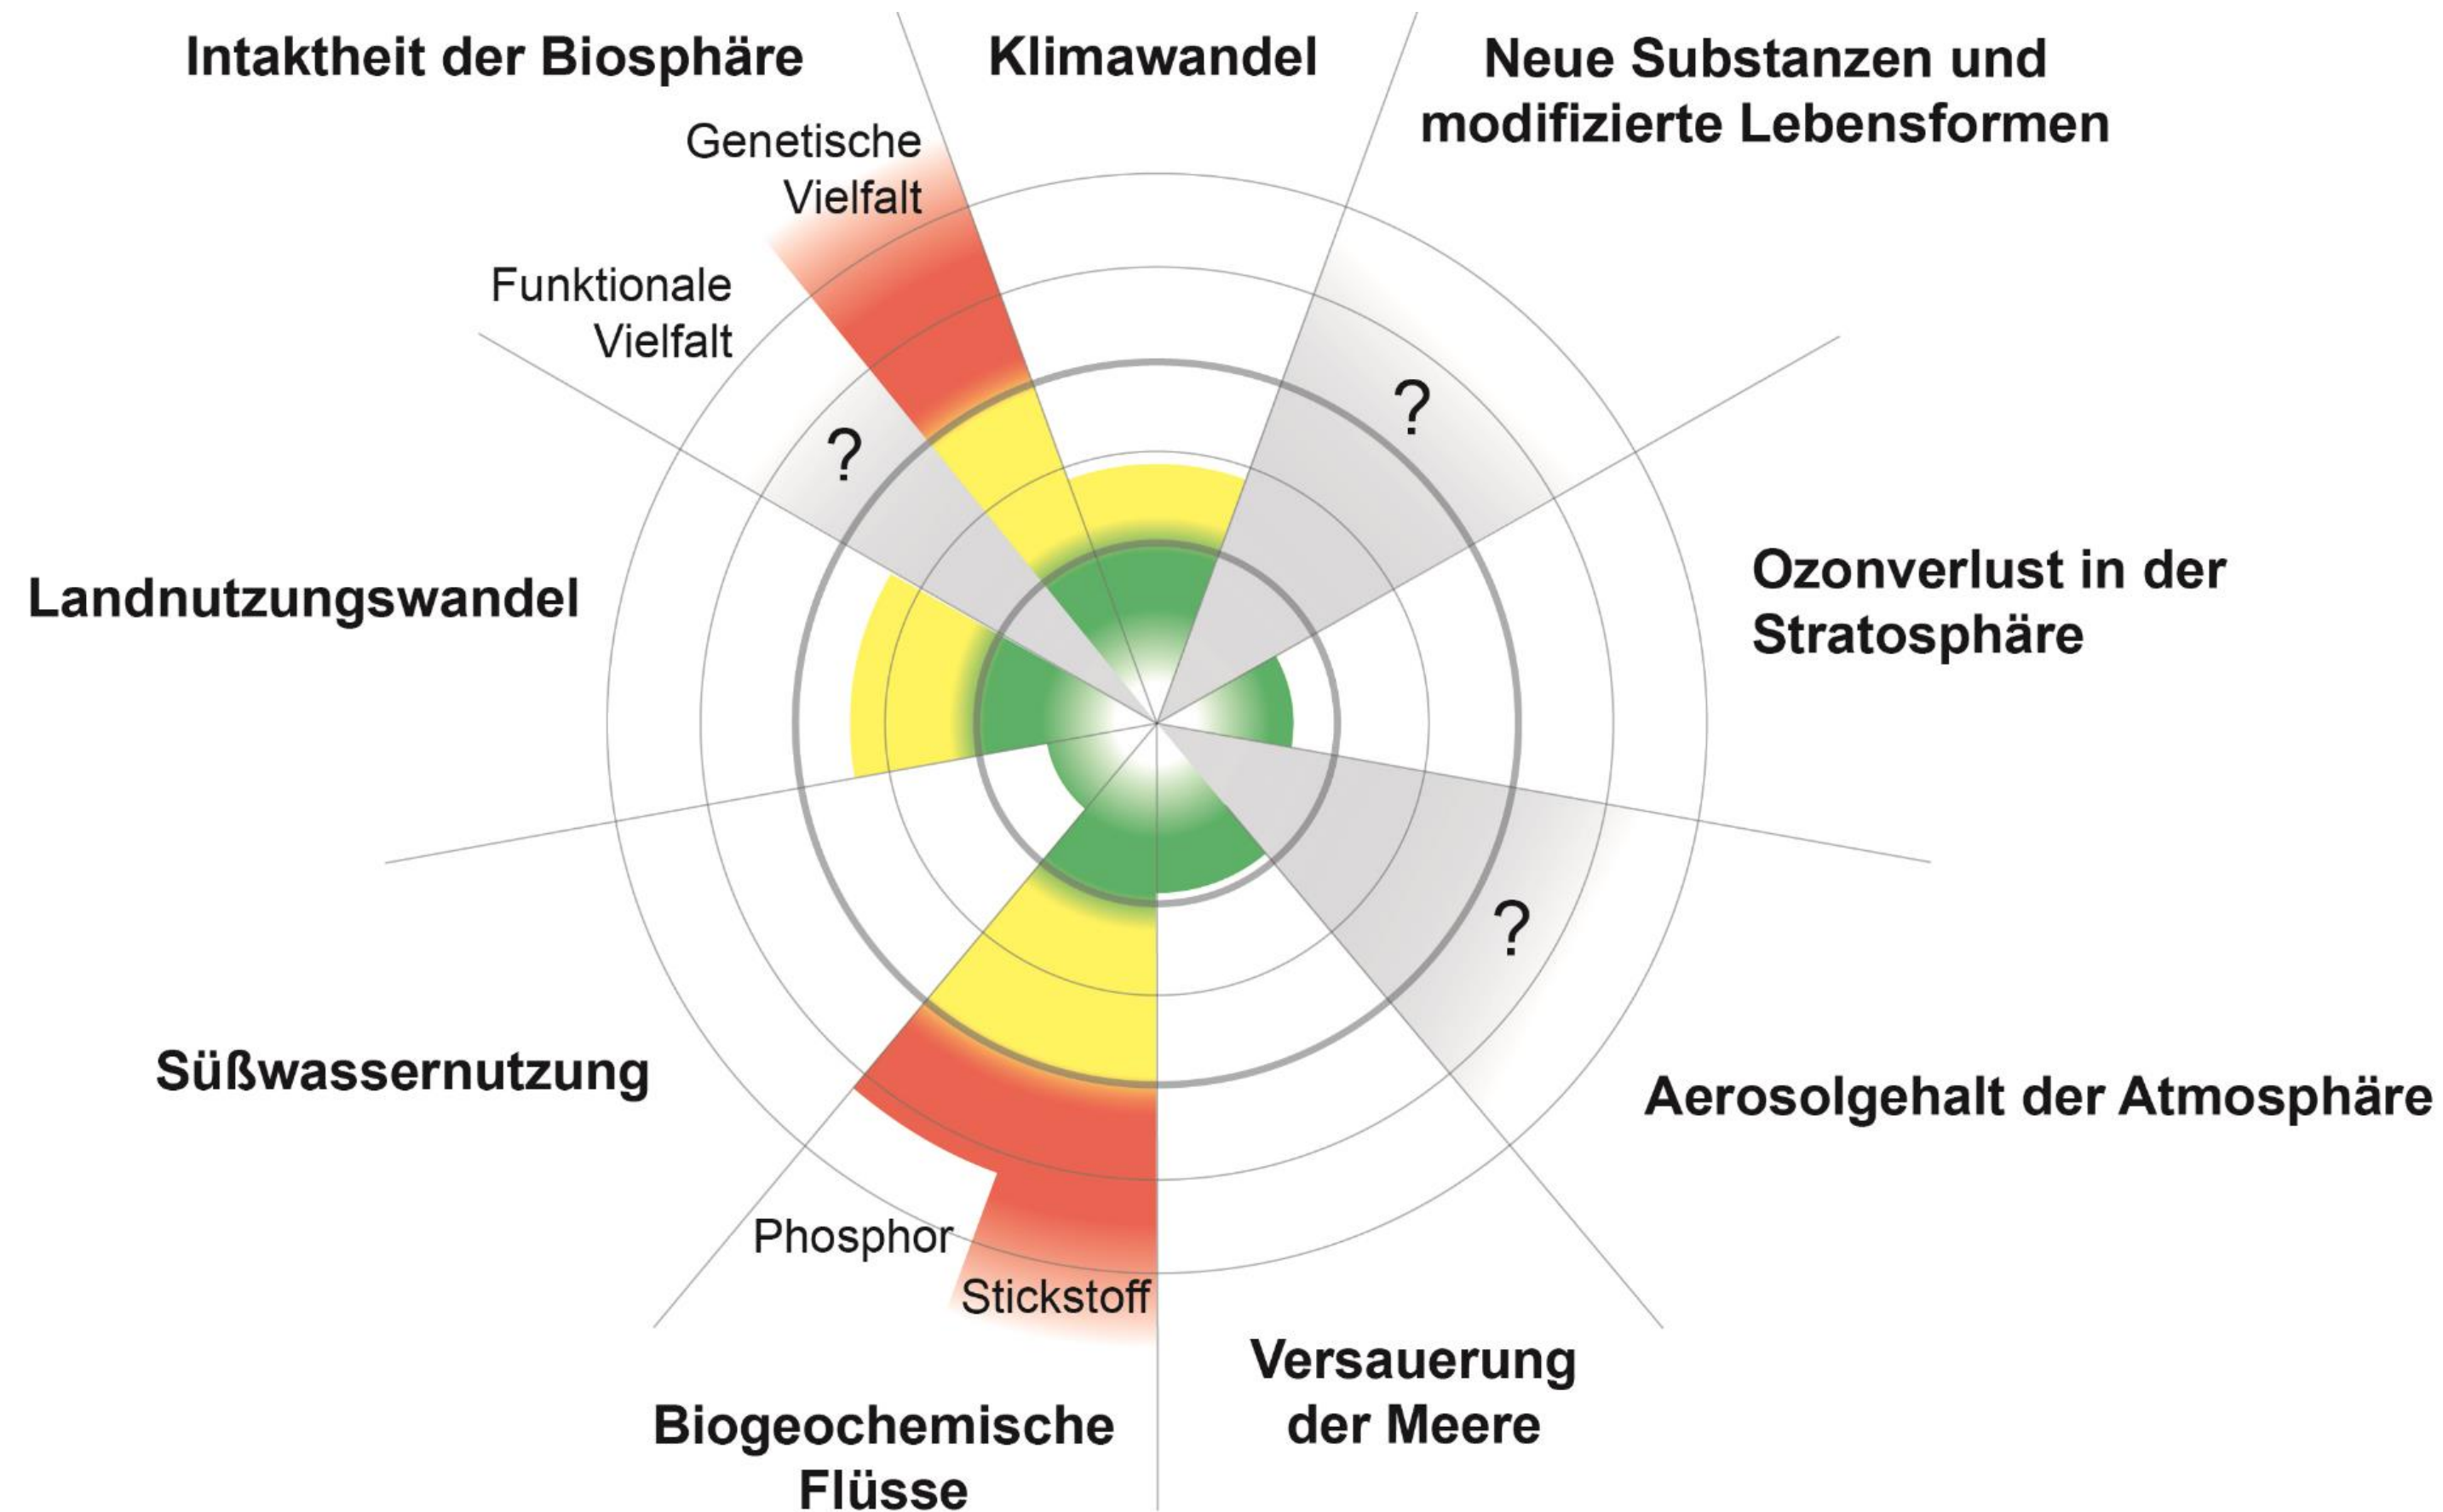 Intaktheit der Biosphäre
Genetische
Vielfalt
Funktionale
Vielfalt
?
Klimawandel
Neue Substanzen und
modifizierte Lebensformen
?
Ozonverlust in der
Stratosphäre
Landnutzungswandel
?
Aerosolgehalt der Atmosphäre
Süßwassernutzung
Phosphor
Stickstoff
Biogeochemische
Flüsse
Versauerung
der Meere